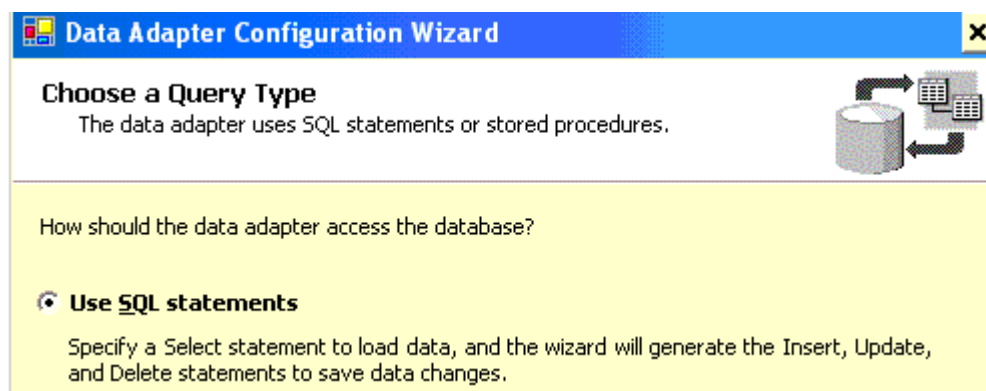 Data Adapter Configuration Wizard
Choose a Query Type
The data adapter uses SQL statements or stored procedures.
How should the data adapter access the database?
Use SQL statements
Specify a Select statement to load data, and the wizard will generate the Insert, Update,
and Delete statements to save data changes.